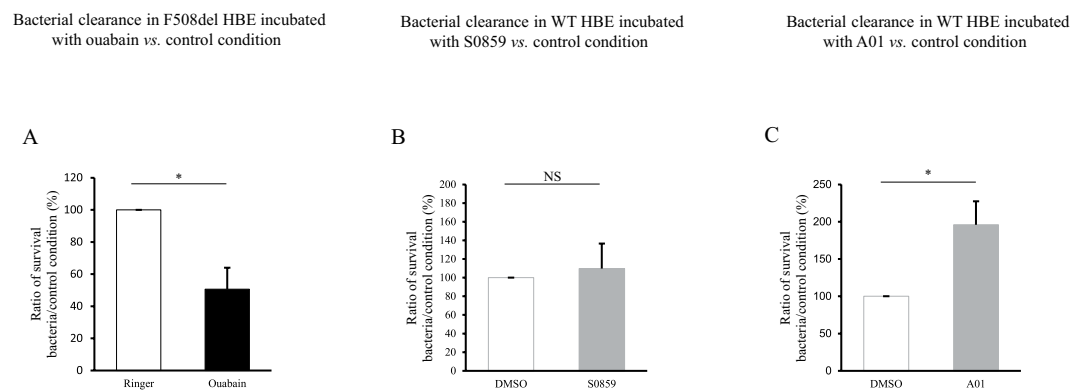 Bacterial clearance in F508del HBE incubated
with ouabain vs. control condition
Bacterial clearance in WT HBE incubated
with S0859 vs. control condition
Bacterial clearance in WT HBE incubated
with A01 vs. control condition
A
Ratio of survival
bacteria/control condition (%)
120
100
80
60
40
20
0
*
Ringer
Ouabain
B
Ratio of survival
bacteria/control condition (%)
200
180
160
140
120
100
80
60
40
20
0
NS
DMSO
S0859
C
Ratio of survival
bacteria/control condition (%)
250
200
150
100
50
0
*
DMSO
A01